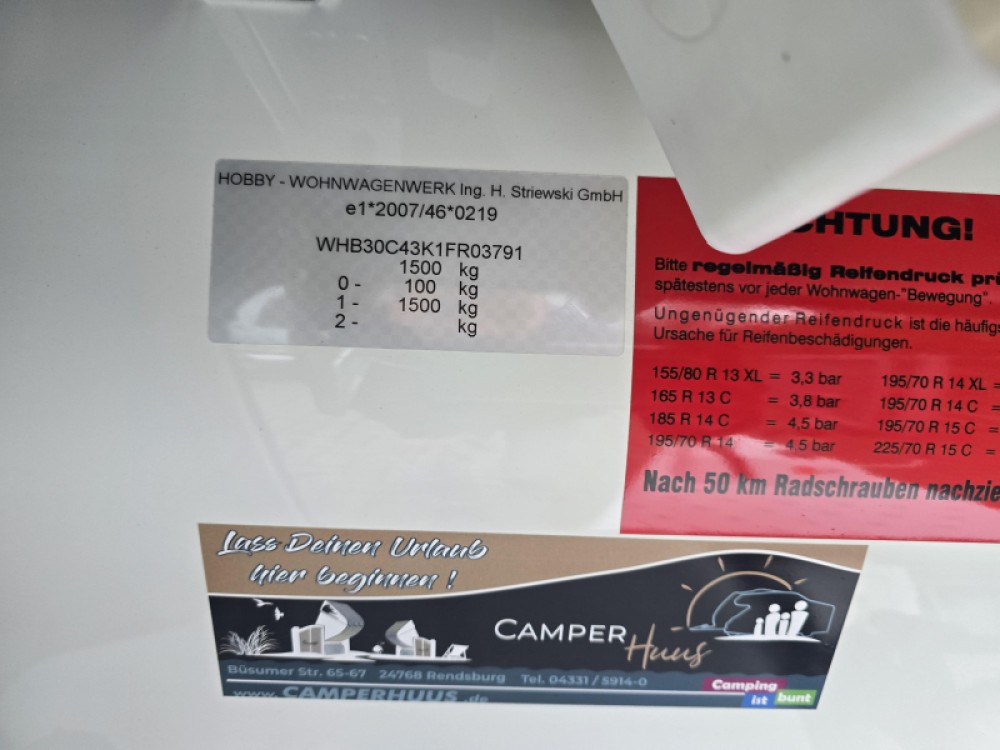 HOBBY - WOHNWAGENWERK Ing. H. Striewski GmbH
e1*2007/46*0219
WHB30C43K1FR03791
1500 kg
0 - 100 kg
1 - 1500 kg
2 - kg
HTUNG!
Bitte regelmäßig Reifendruck
spätestens vor jeder Wohnwagen-"Bewegung".
Ungenügender Reifendruck ist die
Ursache für Reifenbeschädigungen.
155/80 R 13 XL = 3,3 bar 195/70 R 14 XL =
165 R 13 C = 3,8 bar 195/70 R 14 C =
185 R 14 C = 4,5 bar 195/70 R 15 C =
195/70 R 14 = 4,5 bar 225/70 R 15 C =
Nach 50 km Radschrauben
Lass Deinen Urlaub
hier beginnen !
CAMPER
Huus
Büsumer Str. 65-67 24768 Rendsburg Tel. 04331 / 5914-0
www. CAMPERHUUS .de
Camping
ist bunt